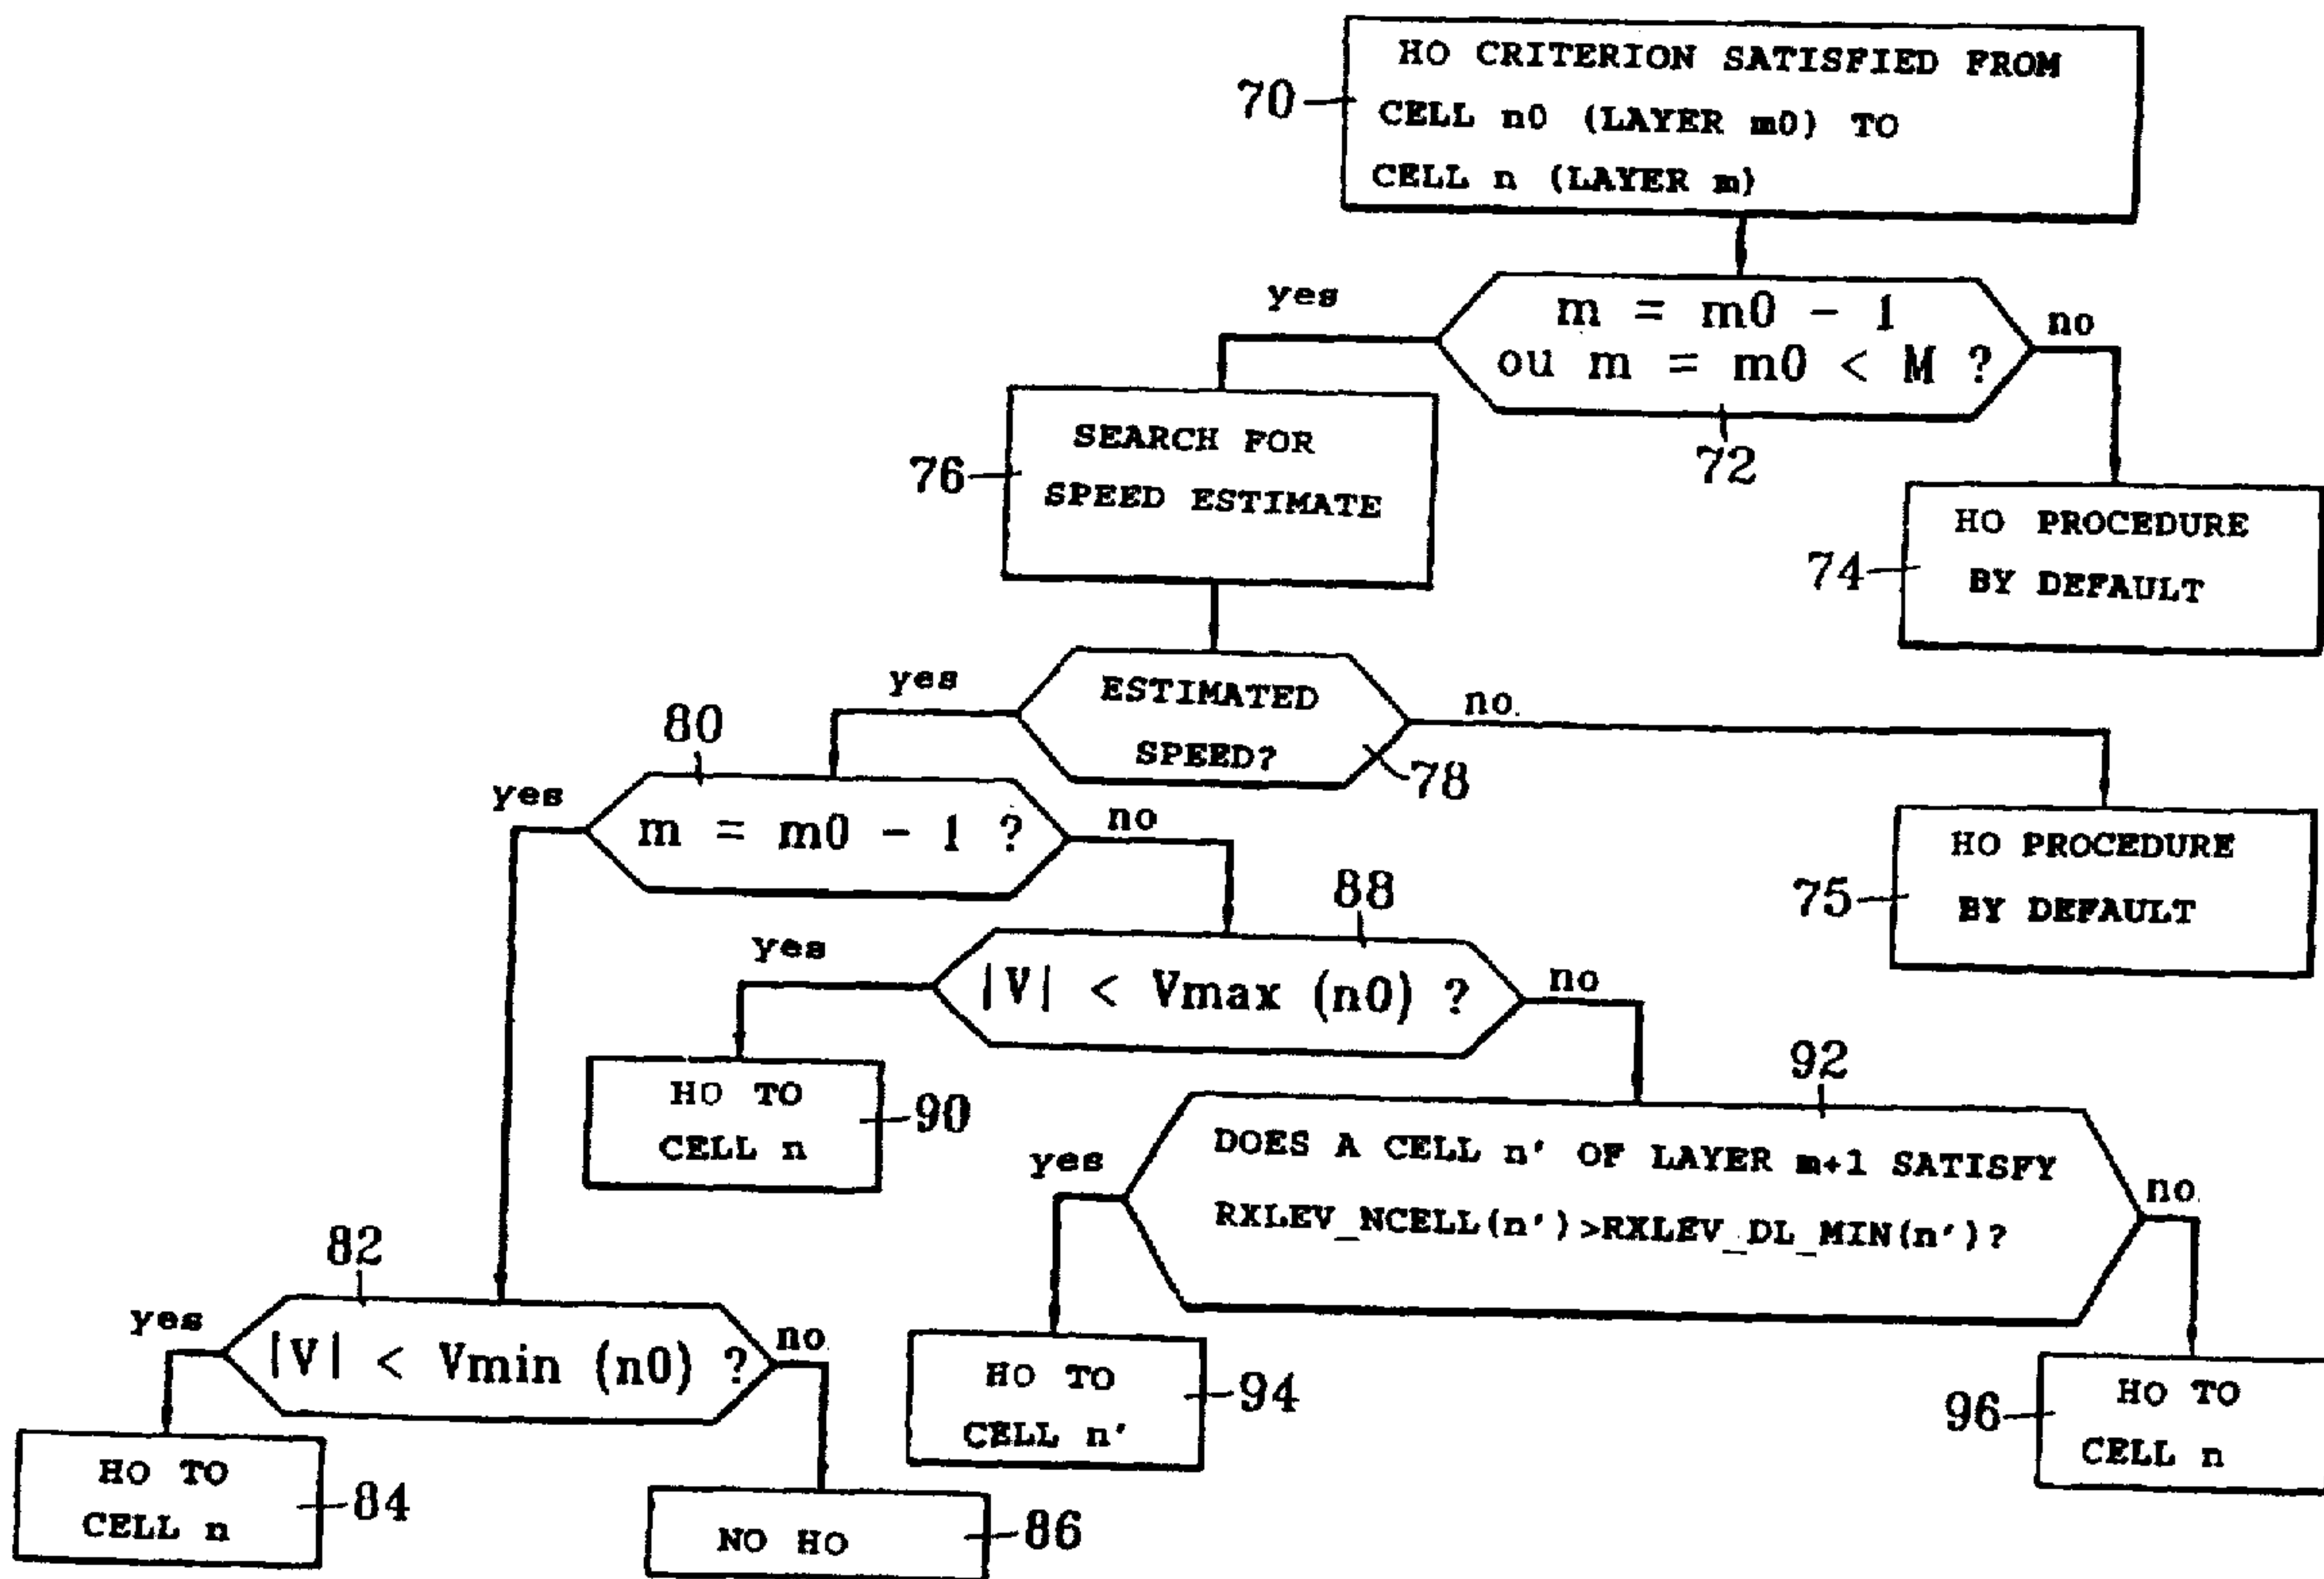 HO CRITERION SATISFIED FROM
70
CELL n0 (LAYER m0) TO
CELL n (LAYER m)
yes
m = m0 - 1
no
ou m = m0 < M ?
72
SEARCH FOR
76
SPEED ESTIMATE
HO PROCEDURE
74
BY DEFAULT
yes
ESTIMATED
no
SPEED?
78
80
yes
m = m0 - 1 ?
no
HO PROCEDURE
75
BY DEFAULT
88
yes
|V| < Vmax (n0) ?
no
HO TO
CELL n
90
92
DOES A CELL n' OF LAYER m+1 SATISFY
yes
RXLEV_NCELL(n')>RXLEV_DL_MIN(n')?
no
82
yes
|V| < Vmin (n0) ?
no
HO TO
CELL n'
94
HO TO
96
CELL n
HO TO
CELL n
84
NO HO
86